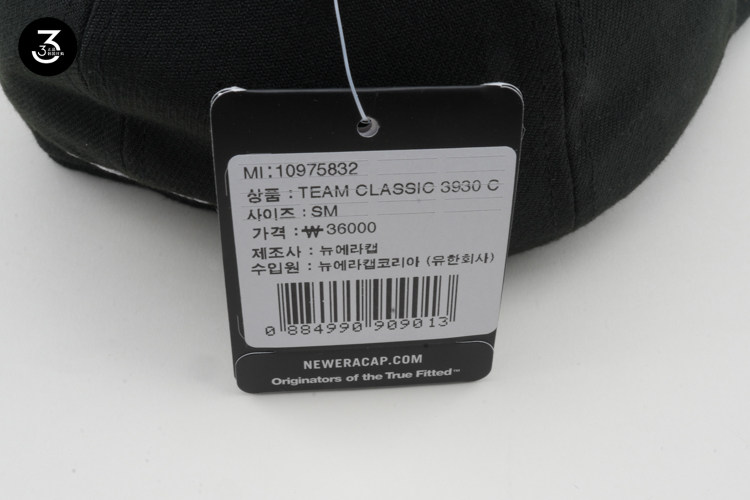 3
3
MI:10975832
상품 : TEAM CLASSIC 3930 C
사이즈 : SM
가격 : ₩36000
제조사 : 뉴에라캡
수입원 : 뉴에라캡코리아 (유한회사)
0 884990 909013
NEWERACAP.COM
Originators of the True Fitted™